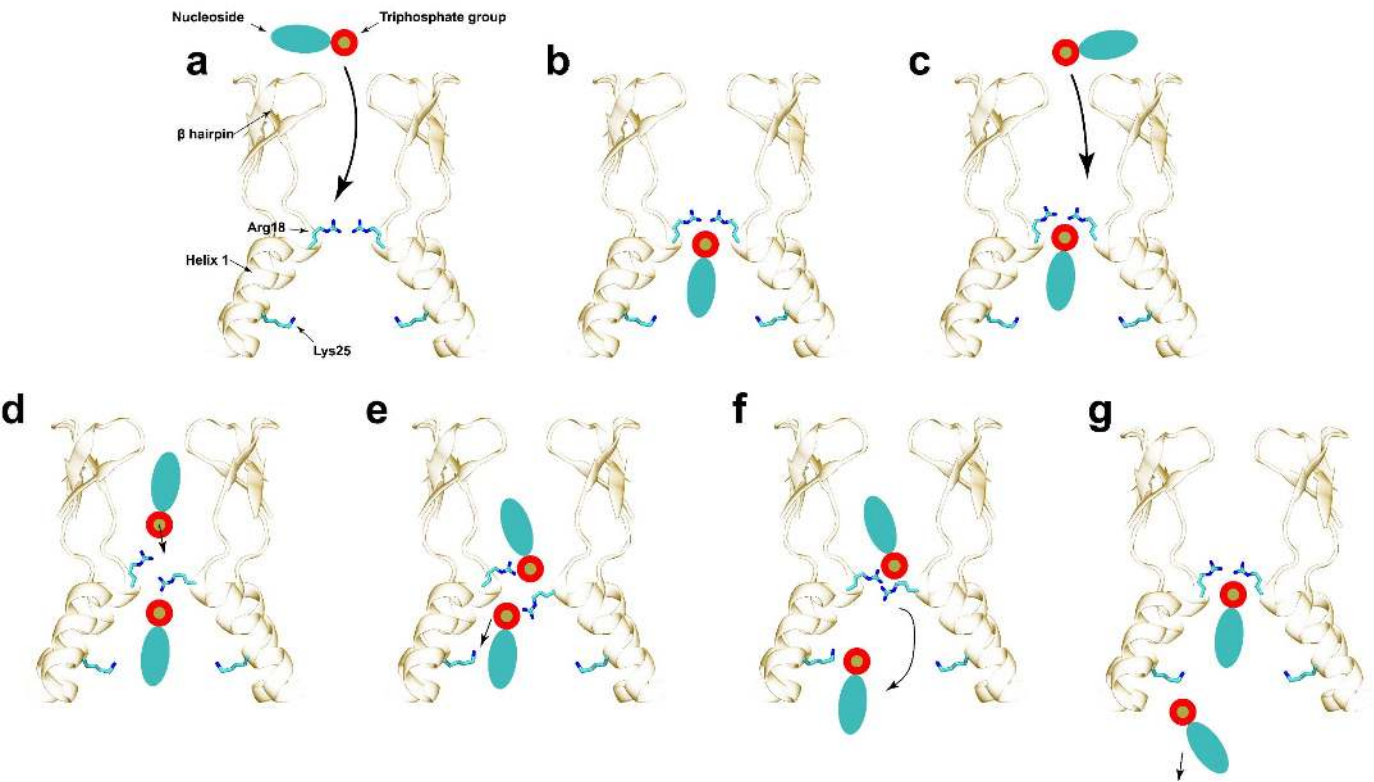 Nucleoside
Triphosphate group
a
b
c
β hairpin
Arg18
Helix 1
Lys25
d
e
f
g